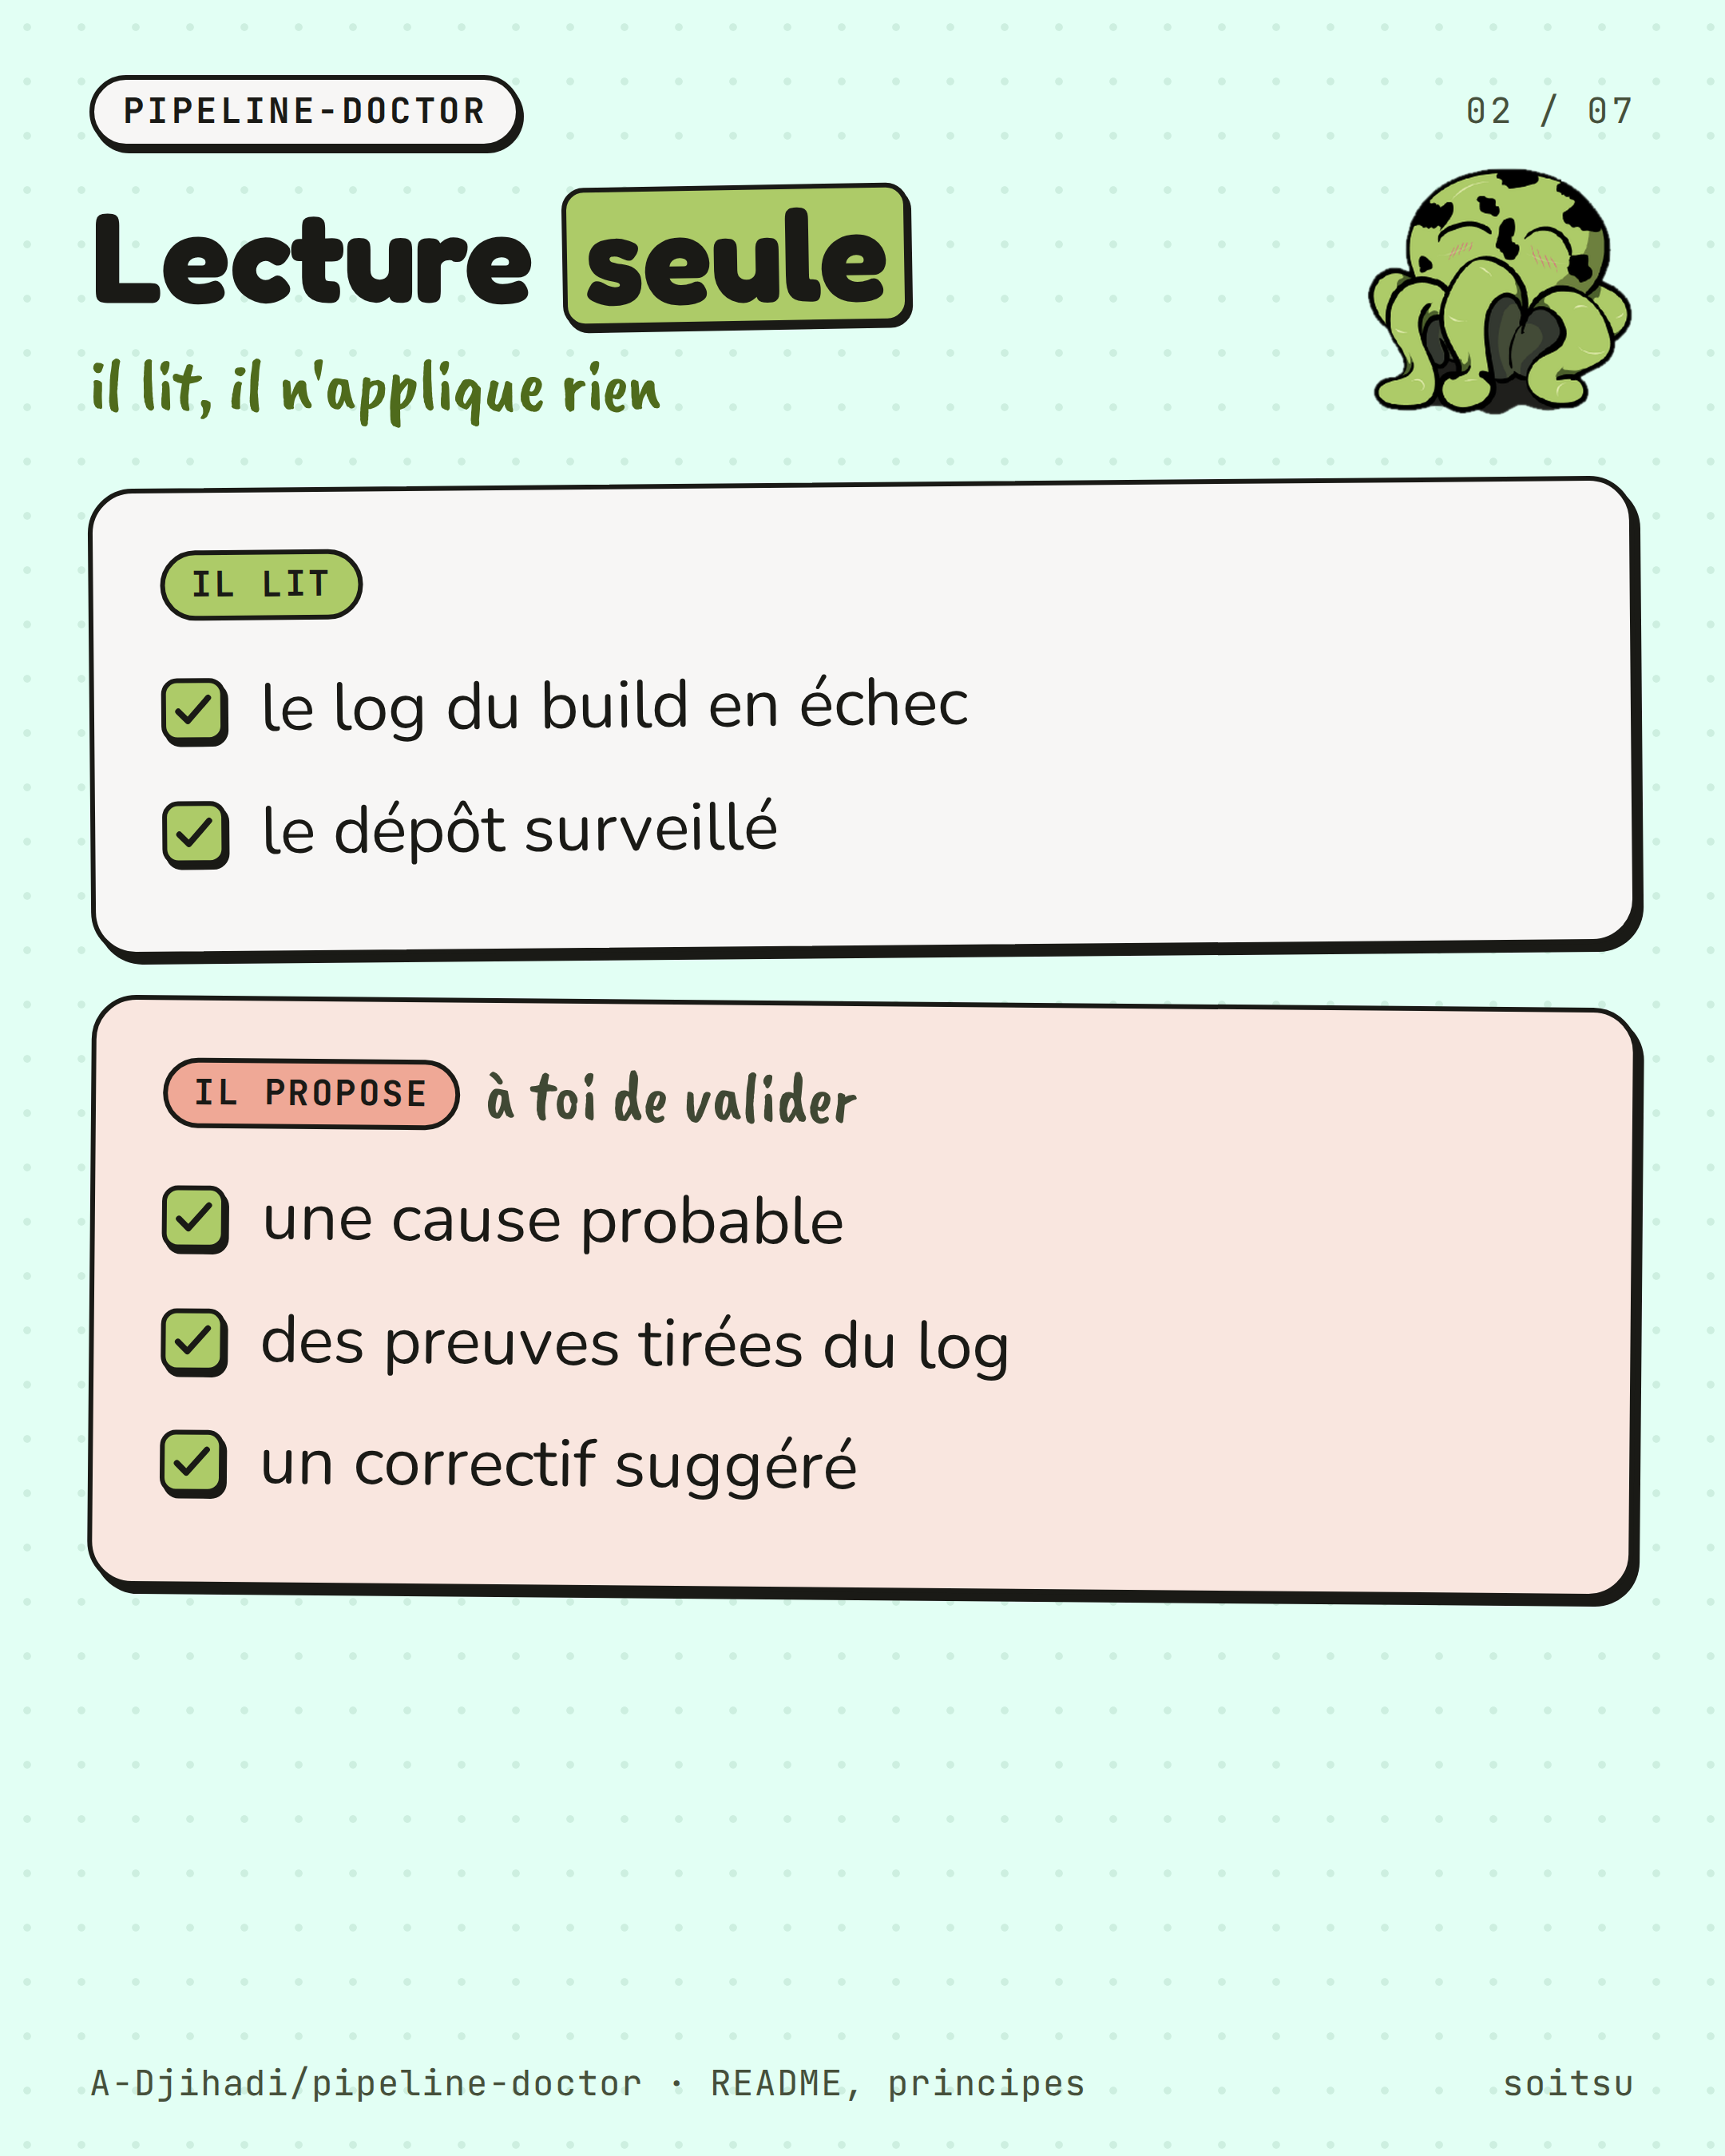 PIPELINE-DOCTOR
02 / 07
Lecture seule
il lit, il n'applique rien
IL LIT
le log du build en échec
le dépôt surveillé
IL PROPOSE à toi de valider
une cause probable
des preuves tirées du log
un correctif suggéré
A-Djihadi/pipeline-doctor · README, principes
soitsu